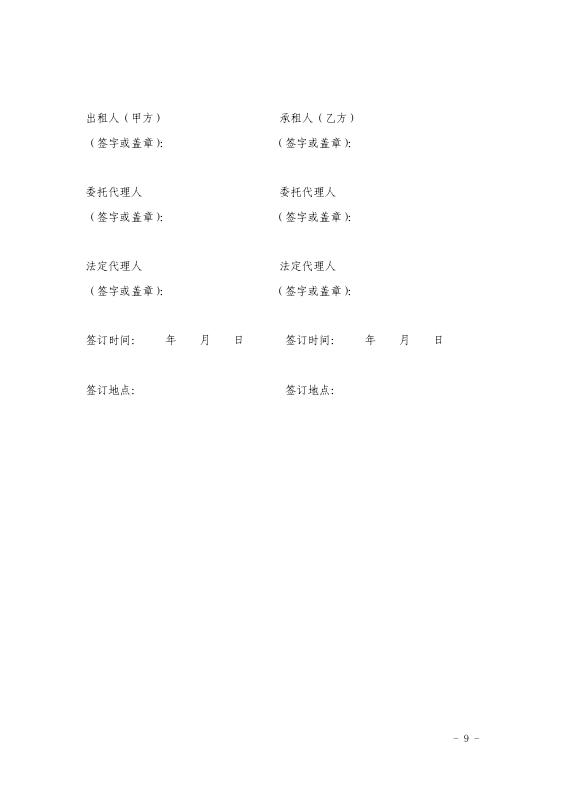 出租人（甲方） 承租人（乙方）
（签字或盖章）： （签字或盖章）：
委托代理人 委托代理人
（签字或盖章）： （签字或盖章）：
法定代理人 法定代理人
（签字或盖章）： （签字或盖章）：
签订时间： 年 月 日 签订时间： 年 月 日
签订地点： 签订地点：
- 9 -